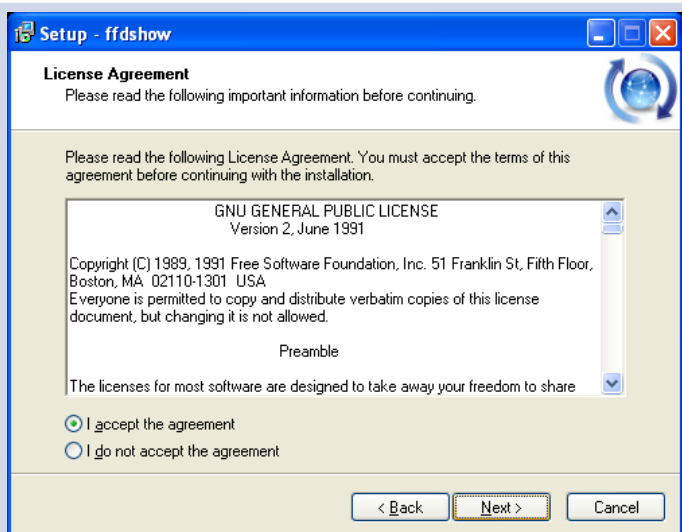 Setup - ffdshow
License Agreement
Please read the following important information before continuing.
Please read the following License Agreement. You must accept the terms of this
agreement before continuing with the installation.
GNU GENERAL PUBLIC LICENSE
Version 2, June 1991
Copyright (C) 1989, 1991 Free Software Foundation, Inc. 51 Franklin St, Fifth Floor,
Boston, MA  02110-1301  USA
Everyone is permitted to copy and distribute verbatim copies of this license
document, but changing it is not allowed.
Preamble
The licenses for most software are designed to take away your freedom to share
I accept the agreement
I do not accept the agreement
< Back Next > Cancel